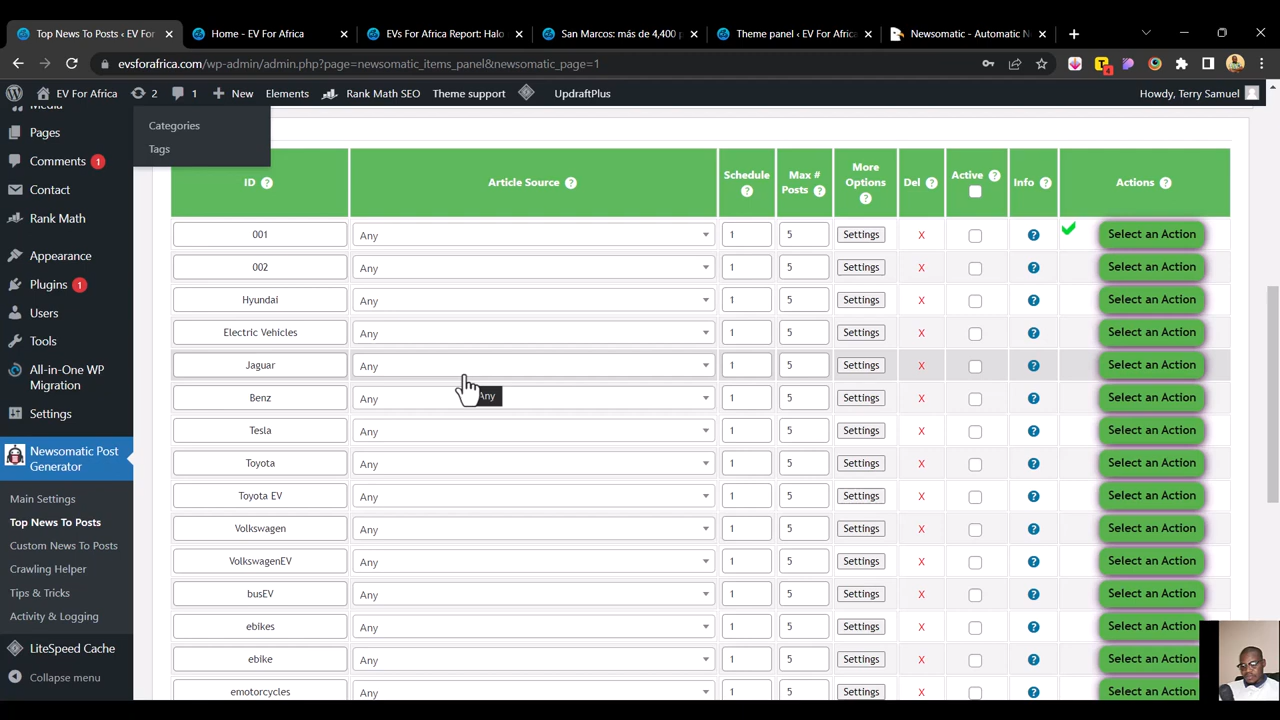 Top News To Posts ‹ EV For
Home - EV For Africa
EVs For Africa Report: Halo
San Marcos: más de 4,400 p
Theme panel ‹ EV For Africa
Newsomatic - Automatic N
evsforafrica.com/wp-admin/admin.php?page=newsomatic_items_panel&newsomatic_page=1
4
EV For Africa
2
1
New
Elements
Rank Math SEO
Theme support
UpdraftPlus
Howdy, Terry Samuel
Media
Pages
Comments 1
Contact
Rank Math
Appearance
Plugins 1
Users
Tools
All-in-One WP
Migration
Settings
Newsomatic Post
Generator
Main Settings
Top News To Posts
Custom News To Posts
Crawling Helper
Tips & Tricks
Activity & Logging
LiteSpeed Cache
Collapse menu
Categories
Tags
ID ? Article Source ? Schedule ? Max # Posts ? More Options ? Del ? Active ? Info ? Actions ?
001 Any 1 5 Settings X ? Select an Action
002 Any 1 5 Settings X ? Select an Action
Hyundai Any 1 5 Settings X ? Select an Action
Electric Vehicles Any 1 5 Settings X ? Select an Action
Jaguar Any 1 5 Settings X ? Select an Action
Any
Benz Any 1 5 Settings X ? Select an Action
Tesla Any 1 5 Settings X ? Select an Action
Toyota Any 1 5 Settings X ? Select an Action
Toyota EV Any 1 5 Settings X ? Select an Action
Volkswagen Any 1 5 Settings X ? Select an Action
VolkswagenEV Any 1 5 Settings X ? Select an Action
busEV Any 1 5 Settings X ? Select an Action
ebikes Any 1 5 Settings X ? Select an Action
ebike Any 1 5 Settings X ? Select an Action
emotorcycles Any 1 5 Settings X ? Select an Action